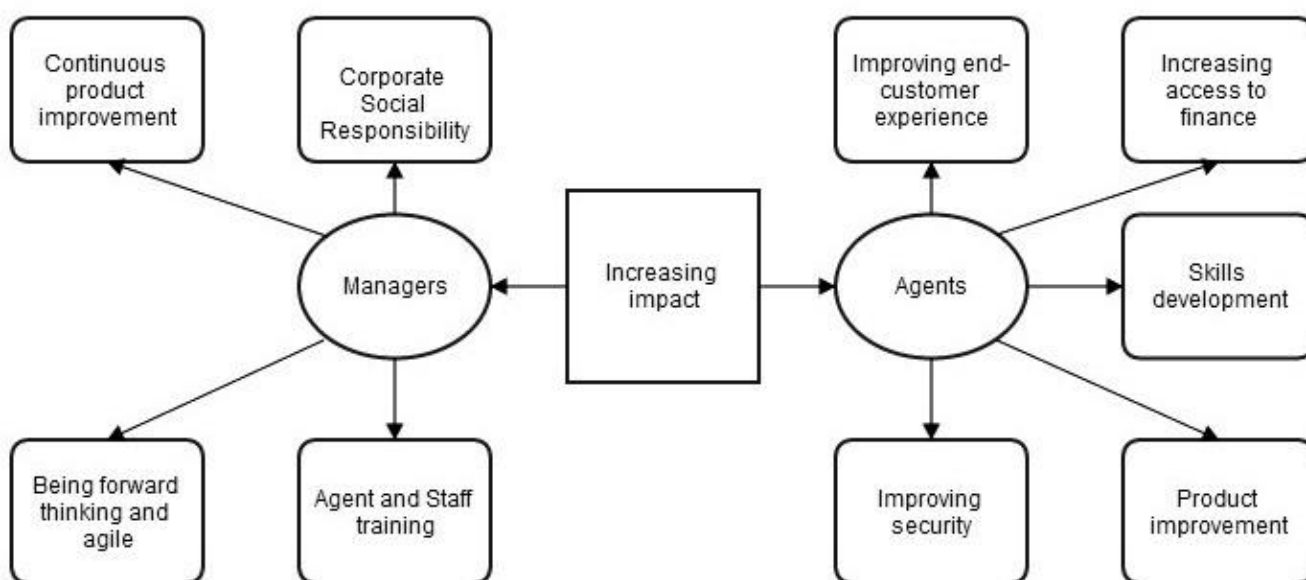 Continuous
product
improvement
Corporate
Social
Responsibility
Improving end-
customer
experience
Increasing
access to
finance
Managers
Increasing
impact
Agents
Skills
development
Being forward
thinking and
agile
Agent and Staff
training
Improving
security
Product
improvement